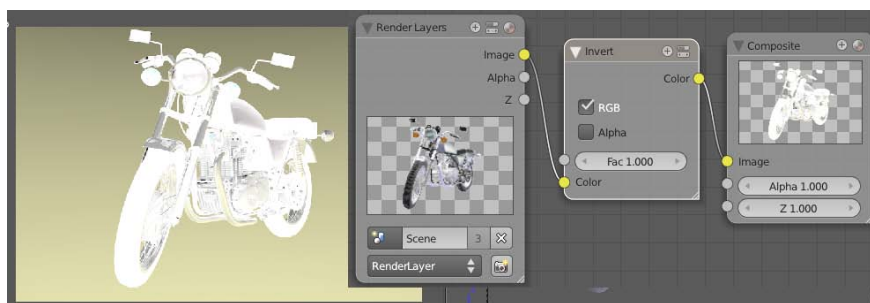 Render Layers
Image
Alpha
Z
Scene
3
RenderLayer
Invert
Color
RGB
Alpha
Fac 1.000
Color
Composite
Image
Alpha 1.000
Z 1.000